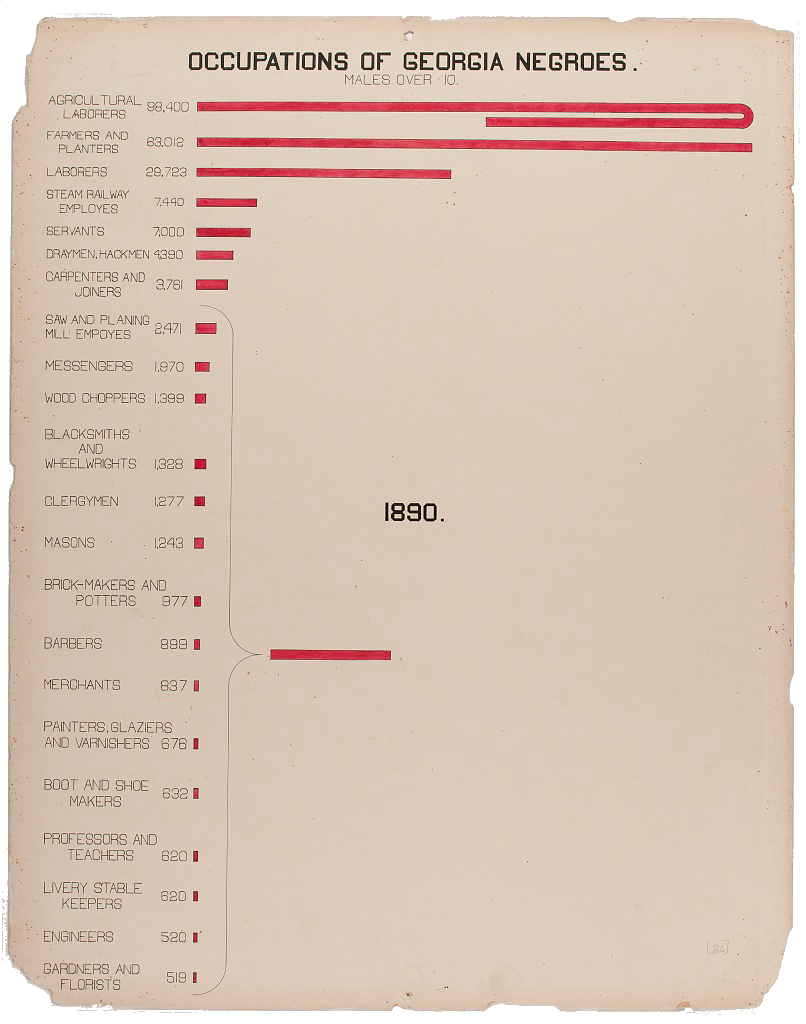 OCCUPATIONS OF GEORGIA NEGROES.
MALES OVER 10.
AGRICULTURAL
LABORERS 98,400
FARMERS AND
PLANTERS 63,012
LABORERS 28,723
STEAM RAILWAY
EMPLOYES 7,440
SERVANTS 7,000
DRAYMEN, HACKMEN 4,390
CARPENTERS AND
JOINERS 3,761
SAW AND PLANING
MILL EMPOYES 2,471
MESSENGERS 1,970
WOOD CHOPPERS 1,399
BLACKSMITHS
AND
WHEELWRIGHTS 1,328
CLERGYMEN 1,277
MASONS 1,243
1890.
BRICK-MAKERS AND
POTTERS 977
BARBERS 899
MERCHANTS 837
PAINTERS, GLAZIERS
AND VARNISHERS 676
BOOT AND SHOE
MAKERS 632
PROFESSORS AND
TEACHERS 620
LIVERY STABLE
KEEPERS 620
ENGINEERS 520
GARDNERS AND
FLORISTS 519